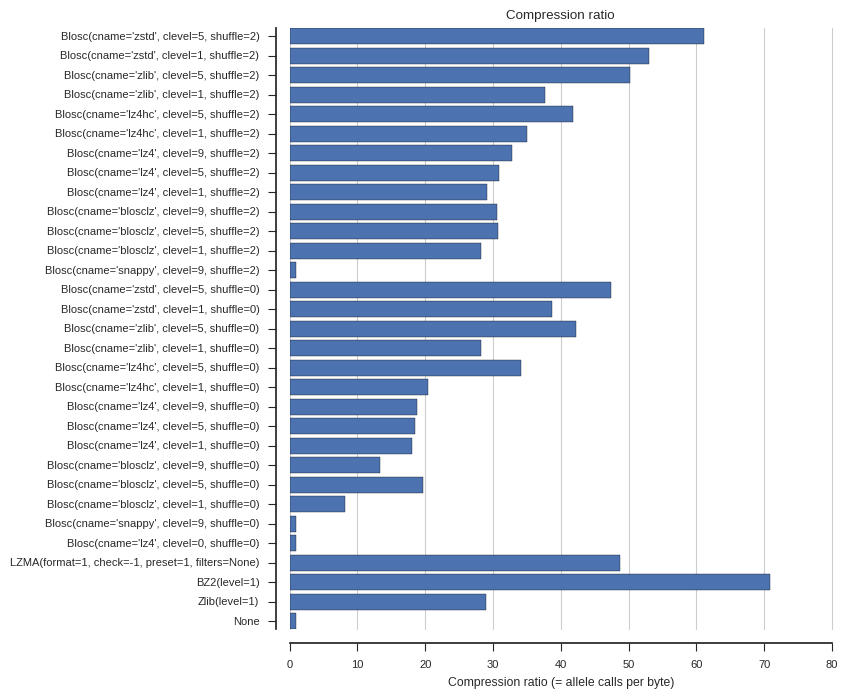 Compression ratio
Blosc(cname='zstd', clevel=5, shuffle=2)
Blosc(cname='zstd', clevel=1, shuffle=2)
Blosc(cname='zlib', clevel=5, shuffle=2)
Blosc(cname='zlib', clevel=1, shuffle=2)
Blosc(cname='lz4hc', clevel=5, shuffle=2)
Blosc(cname='lz4hc', clevel=1, shuffle=2)
Blosc(cname='lz4', clevel=9, shuffle=2)
Blosc(cname='lz4', clevel=5, shuffle=2)
Blosc(cname='lz4', clevel=1, shuffle=2)
Blosc(cname='blosclz', clevel=9, shuffle=2)
Blosc(cname='blosclz', clevel=5, shuffle=2)
Blosc(cname='blosclz', clevel=1, shuffle=2)
Blosc(cname='snappy', clevel=9, shuffle=2)
Blosc(cname='zstd', clevel=5, shuffle=0)
Blosc(cname='zstd', clevel=1, shuffle=0)
Blosc(cname='zlib', clevel=5, shuffle=0)
Blosc(cname='zlib', clevel=1, shuffle=0)
Blosc(cname='lz4hc', clevel=5, shuffle=0)
Blosc(cname='lz4hc', clevel=1, shuffle=0)
Blosc(cname='lz4', clevel=9, shuffle=0)
Blosc(cname='lz4', clevel=5, shuffle=0)
Blosc(cname='lz4', clevel=1, shuffle=0)
Blosc(cname='blosclz', clevel=9, shuffle=0)
Blosc(cname='blosclz', clevel=5, shuffle=0)
Blosc(cname='blosclz', clevel=1, shuffle=0)
Blosc(cname='snappy', clevel=9, shuffle=0)
Blosc(cname='lz4', clevel=0, shuffle=0)
LZMA(format=1, check=-1, preset=1, filters=None)
BZ2(level=1)
Zlib(level=1)
None
0 10 20 30 40 50 60 70 80
Compression ratio (= allele calls per byte)